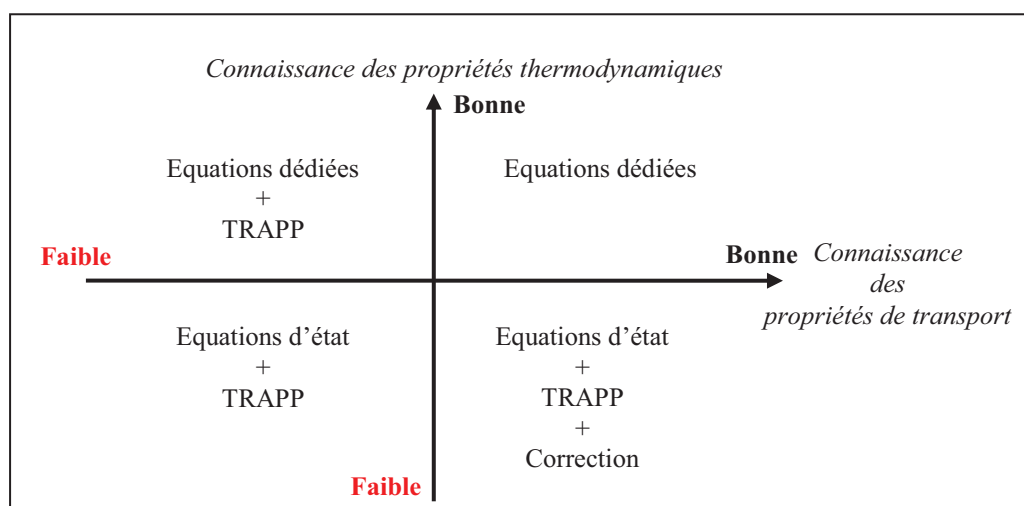 Connaissance des propriétés thermodynamiques
Bonne
Equations dédiées
+
TRAPP
Equations dédiées
Faible
Bonne
Connaissance
des
propriétés de transport
Equations d’état
+
TRAPP
Equations d’état
+
TRAPP
+
Correction
Faible